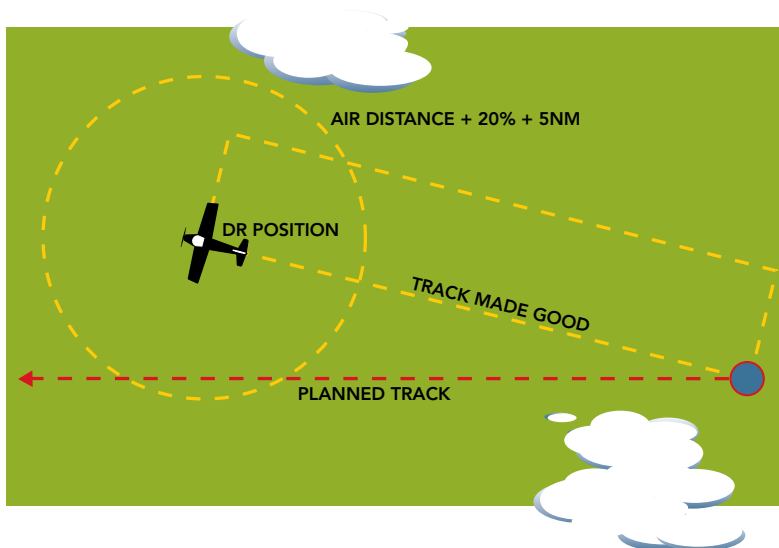 AIR DISTANCE + 20% + 5NM
DR POSITION
TRACK MADE GOOD
PLANNED TRACK